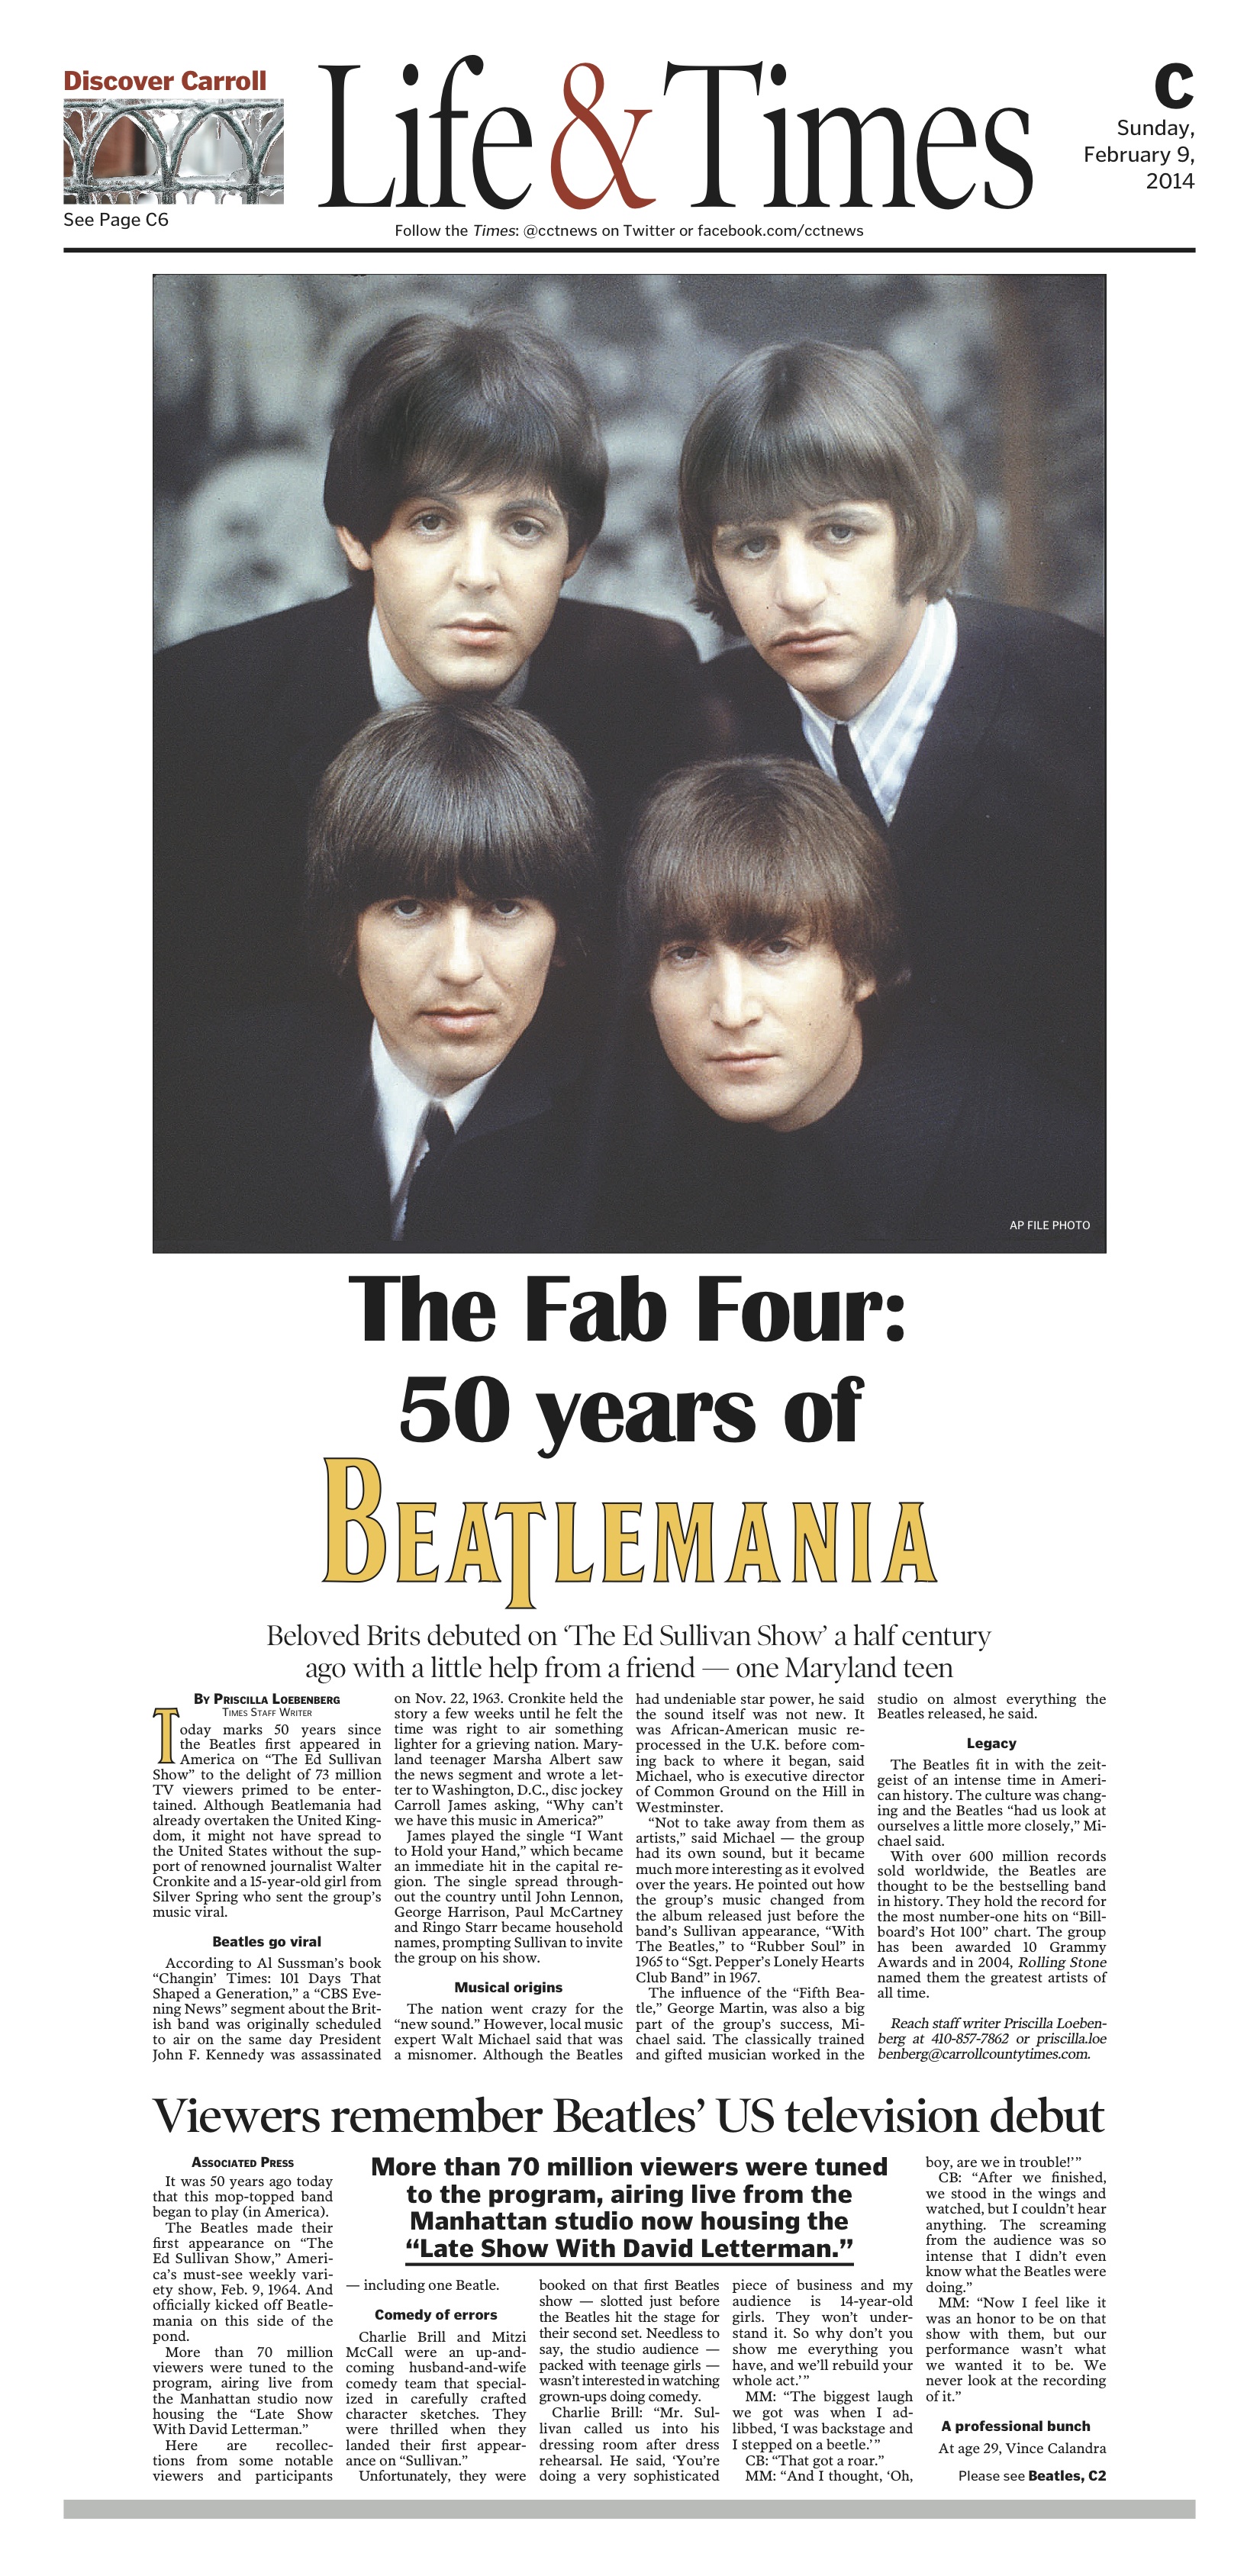 Discover Carroll
See Page C6
Life & Times
Follow the Times: @cctnews on Twitter or facebook.com/cctnews
C
Sunday,
February 9,
2014
AP FILE PHOTO
The Fab Four:
50 years of
BEATLEMANIA
Beloved Brits debuted on ‘The Ed Sullivan Show’ a half century
ago with a little help from a friend — one Maryland teen
By Priscilla Loebenberg
Times Staff Writer
Today marks 50 years since
the Beatles first appeared in
America on “The Ed Sullivan
Show” to the delight of 73 million
TV viewers primed to be enter-
tained. Although Beatlemania had
already overtaken the United King-
dom, it might not have spread to
the United States without the sup-
port of renowned journalist Walter
Cronkite and a 15-year-old girl from
Silver Spring who sent the group’s
music viral.
Beatles go viral
According to Al Sussman’s book
“Changin’ Times: 101 Days That
Shaped a Generation,” a “CBS Eve-
ning News” segment about the Brit-
ish band was originally scheduled
to air on the same day President
John F. Kennedy was assassinated
on Nov. 22, 1963. Cronkite held the
story a few weeks until he felt the
time was right to air something
lighter for a grieving nation. Mary-
land teenager Marsha Albert saw
the news segment and wrote a let-
ter to Washington, D.C., disc jockey
Carroll James asking, “Why can’t
we have this music in America?”
James played the single “I Want
to Hold your Hand,” which became
an immediate hit in the capital re-
gion. The single spread through-
out the country until John Lennon,
George Harrison, Paul McCartney
and Ringo Starr became household
names, prompting Sullivan to invite
the group on his show.
Musical origins
The nation went crazy for the
“new sound.” However, local music
expert Walt Michael said that was
a misnomer. Although the Beatles
had undeniable star power, he said
the sound itself was not new. It
was African-American music re-
processed in the U.K. before com-
ing back to where it began, said
Michael, who is executive director
of Common Ground on the Hill in
Westminster.
“Not to take away from them as
artists,” said Michael — the group
had its own sound, but it became
much more interesting as it evolved
over the years. He pointed out how
the group’s music changed from
the album released just before the
band’s Sullivan appearance, “With
The Beatles,” to “Rubber Soul” in
1965 to “Sgt. Pepper’s Lonely Hearts
Club Band” in 1967.
The influence of the “Fifth Bea-
tle,” George Martin, was also a big
part of the group’s success, Mi-
chael said. The classically trained
and gifted musician worked in the
studio on almost everything the
Beatles released, he said.
Legacy
The Beatles fit in with the zeit-
geist of an intense time in Ameri-
can history. The culture was chang-
ing and the Beatles “had us look at
ourselves a little more closely,” Mi-
chael said.
With over 600 million records
sold worldwide, the Beatles are
thought to be the bestselling band
in history. They hold the record for
the most number-one hits on “Bill-
board’s Hot 100” chart. The group
has been awarded 10 Grammy
Awards and in 2004, Rolling Stone
named them the greatest artists of
all time.
Reach staff writer Priscilla Loeben-
berg at 410-857-7862 or priscilla.loe
benberg@carrollcountytimes.com.
Viewers remember Beatles’ US television debut
Associated Press
It was 50 years ago today
that this mop-topped band
began to play (in America).
The Beatles made their
first appearance on “The
Ed Sullivan Show,” Ameri-
ca’s must-see weekly vari-
ety show, Feb. 9, 1964. And
officially kicked off Beatle-
mania on this side of the
pond.
More than 70 million
viewers were tuned to the
program, airing live from
the Manhattan studio now
housing the “Late Show
With David Letterman.”
Here are recollec-
tions from some notable
viewers and participants
More than 70 million viewers were tuned
to the program, airing live from the
Manhattan studio now housing the
“Late Show With David Letterman.”
— including one Beatle.
Comedy of errors
Charlie Brill and Mitzi
McCall were an up-and-
coming husband-and-wife
comedy team that special-
ized in carefully crafted
character sketches. They
were thrilled when they
landed their first appear-
ance on “Sullivan.”
Unfortunately, they were
booked on that first Beatles
show — slotted just before
the Beatles hit the stage for
their second set. Needless to
say, the studio audience —
packed with teenage girls —
wasn’t interested in watching
grown-ups doing comedy.
Charlie Brill: “Mr. Sul-
livan called us into his
dressing room after dress
rehearsal. He said, ‘You’re
doing a very sophisticated
piece of business and my
audience is 14-year-old
girls. They won’t under-
stand it. So why don’t you
show me everything you
have, and we’ll rebuild your
whole act.’”
MM: “The biggest laugh
we got was when I ad-
libbed, ‘I was backstage and
I stepped on a beetle.’”
CB: “That got a roar.”
MM: “And I thought, ‘Oh,
boy, are we in trouble!’”
CB: “After we finished,
we stood in the wings and
watched, but I couldn’t hear
anything. The screaming
from the audience was so
intense that I didn’t even
know what the Beatles were
doing.”
MM: “Now I feel like it
was an honor to be on that
show with them, but our
performance wasn’t what
we wanted it to be. We
never look at the recording
of it.”
A professional bunch
At age 29, Vince Calandra
Please see Beatles, C2